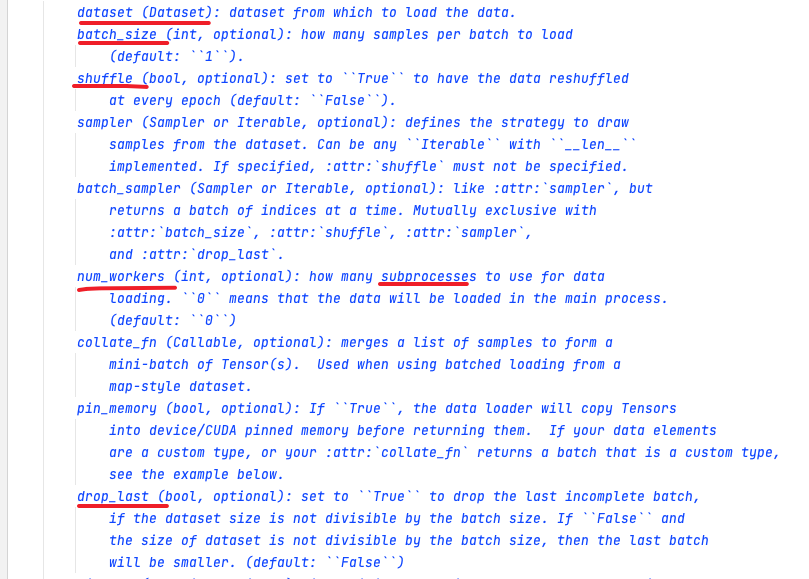 dataset (Dataset): dataset from which to load the data.
batch_size (int, optional): how many samples per batch to load
(default: ``1``).
shuffle (bool, optional): set to ``True`` to have the data reshuffled
at every epoch (default: ``False``).
sampler (Sampler or Iterable, optional): defines the strategy to draw
samples from the dataset. Can be any ``Iterable`` with ``__len__``
implemented. If specified, :attr:`shuffle` must not be specified.
batch_sampler (Sampler or Iterable, optional): like :attr:`sampler`, but
returns a batch of indices at a time. Mutually exclusive with
:attr:`batch_size`, :attr:`shuffle`, :attr:`sampler`,
and :attr:`drop_last`.
num_workers (int, optional): how many subprocesses to use for data
loading. ``0`` means that the data will be loaded in the main process.
(default: ``0``)
collate_fn (Callable, optional): merges a list of samples to form a
mini-batch of Tensor(s).  Used when using batched loading from a
map-style dataset.
pin_memory (bool, optional): If ``True``, the data loader will copy Tensors
into device/CUDA pinned memory before returning them.  If your data elements
are a custom type, or your :attr:`collate_fn` returns a batch that is a custom type,
see the example below.
drop_last (bool, optional): set to ``True`` to drop the last incomplete batch,
if the dataset size is not divisible by the batch size. If ``False`` and
the size of dataset is not divisible by the batch size, then the last batch
will be smaller. (default: ``False``)